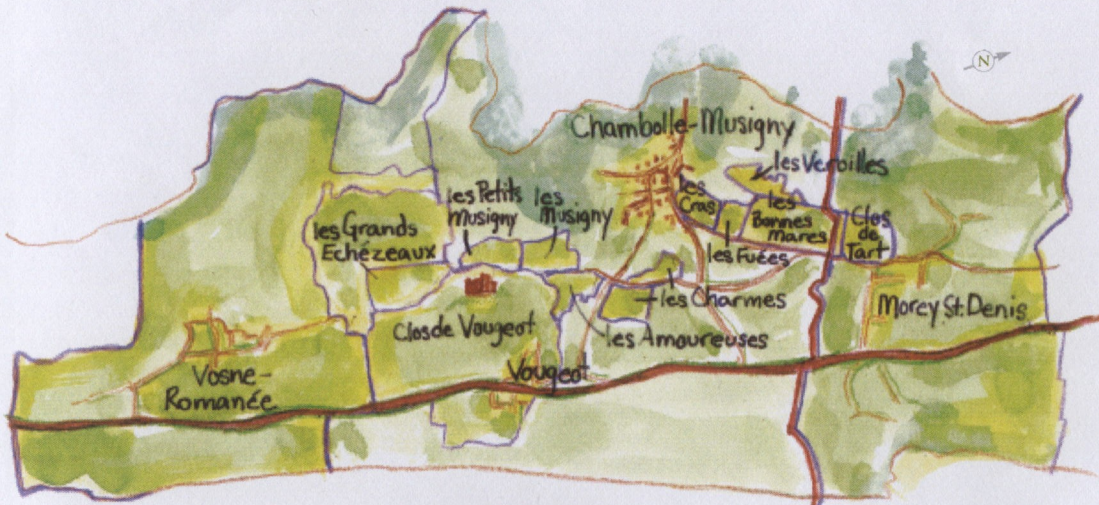 N
Chambolle-Musigny
les Veroilles
les Petits
Musigny
les
Musigny
les
Cras
les
Bonnes
Mares
Clos
de
Tart
les Grands
Echézeaux
les Fuées
les Charmes
Morey St. Denis
Clos de Vougeot
les Amoureuses
Vosne-
Romanée
Vougeot